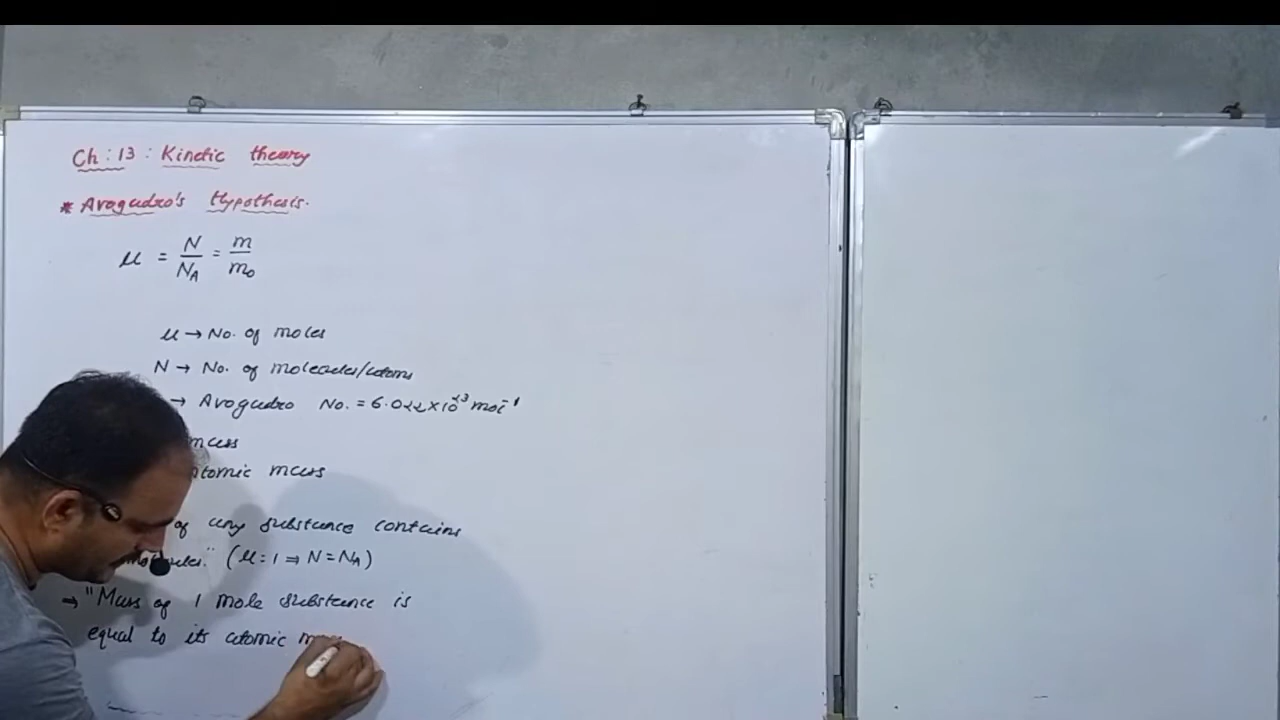 Ch : 13 : Kinetic theory
* Avogadro's Hypothesis.
μ = N/N_A = m/m₀
μ → No. of moles
N → No. of molecules/atoms
→ Avogadro No. = 6.022 × 10²³ mol⁻¹
mass
atomic mass
of any substance contains
molecules." (μ = 1 ⇒ N = N_A)
→ "Mass of 1 mole substance is
equal to its atomic